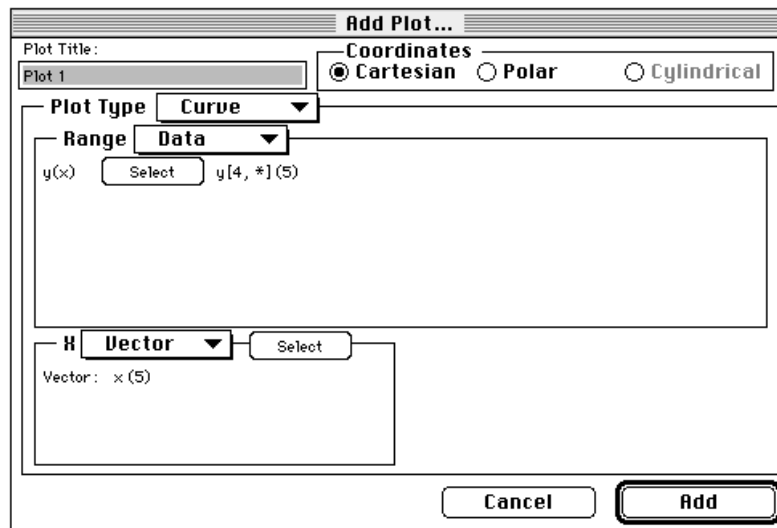 Add Plot...
Plot Title:
Plot 1
Coordinates
Cartesian Polar Cylindrical
Plot Type Curve
Range Data
y(x) Select y[4, *](5)
X Vector Select
Vector: x(5)
Cancel Add